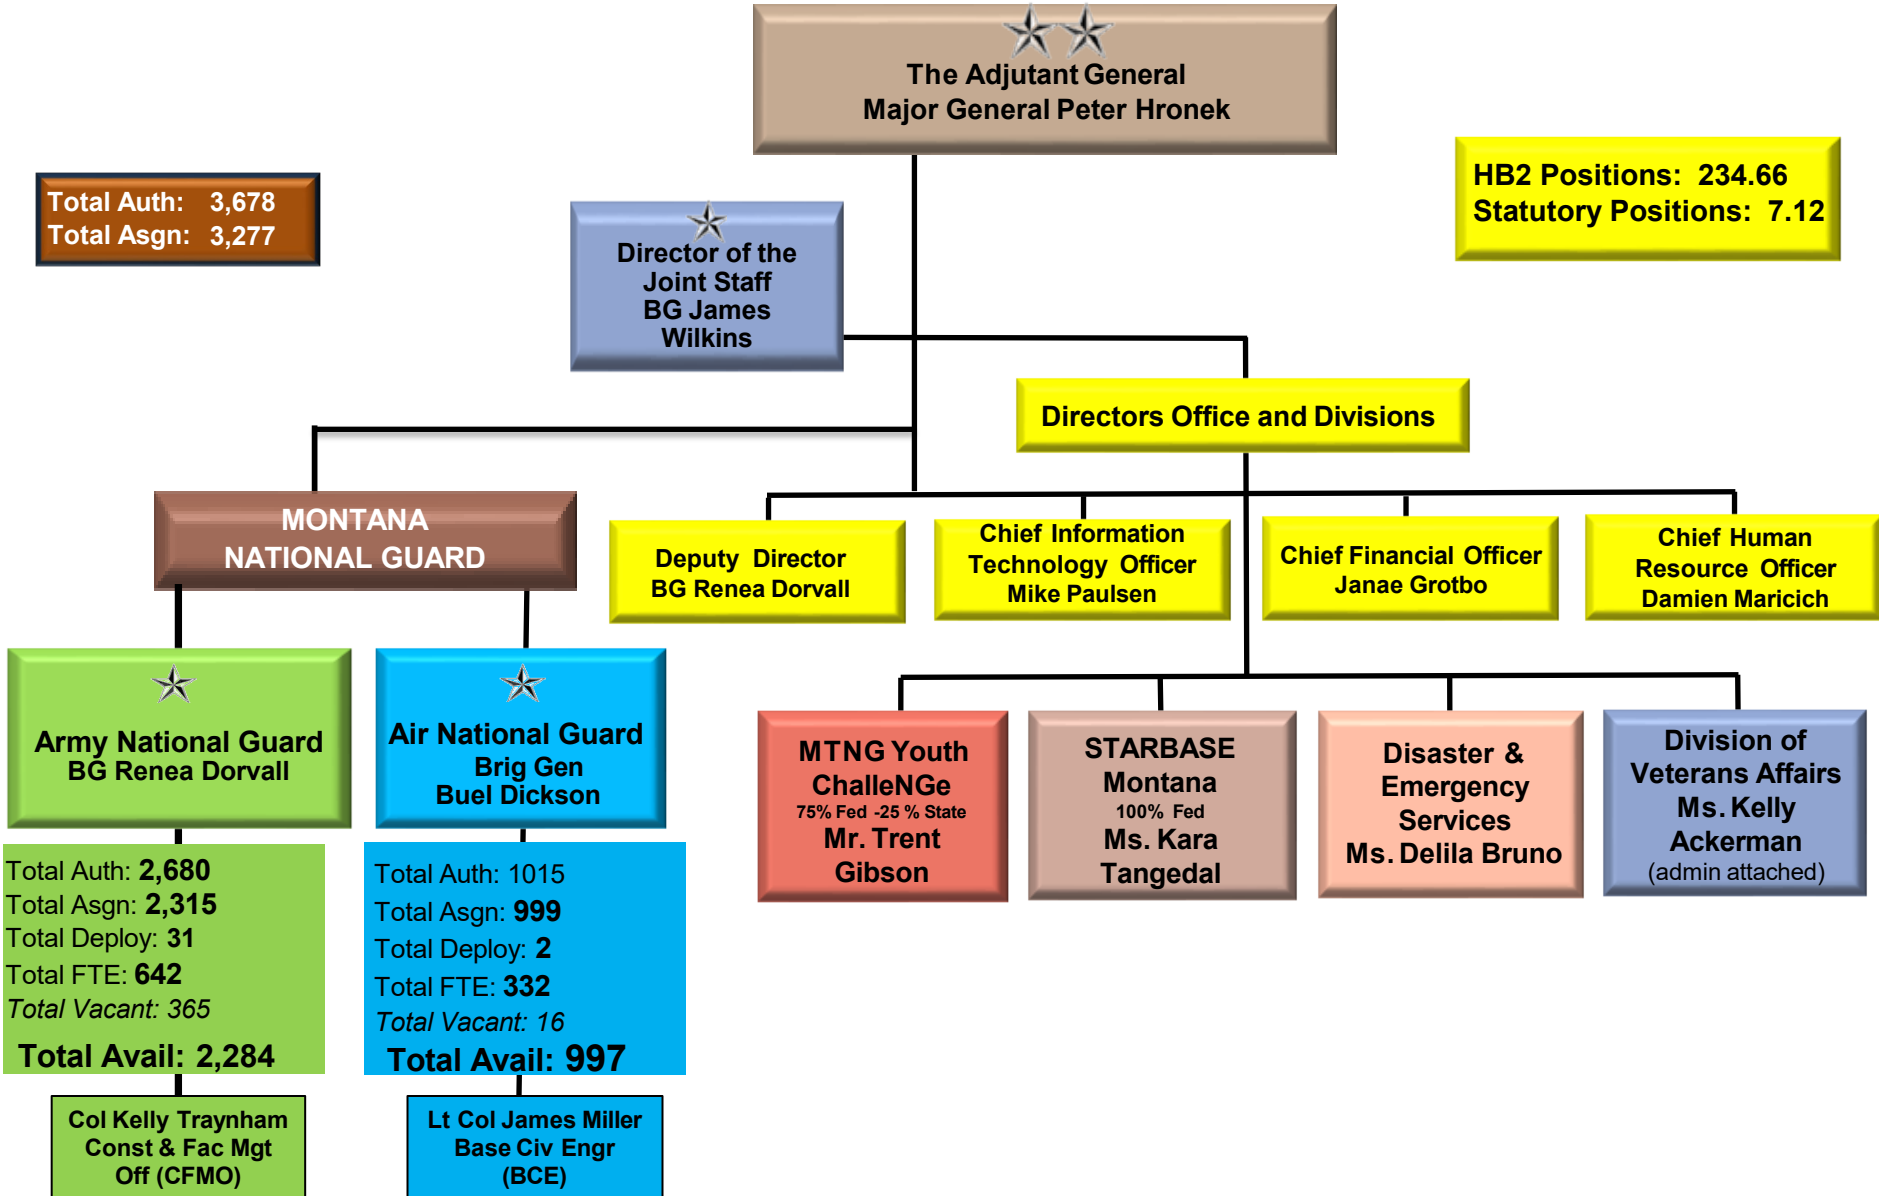 The Adjutant General
Major General Peter Hronek
Total Auth: 3,678
Total Asgn: 3,277
HB2 Positions: 234.66
Statutory Positions: 7.12
Director of the
Joint Staff
BG James
Wilkins
Directors Office and Divisions
MONTANA
NATIONAL GUARD
Deputy Director
BG Renea Dorvall
Chief Information
Technology Officer
Mike Paulsen
Chief Financial Officer
Janae Grotbo
Chief Human
Resource Officer
Damien Maricich
Army National Guard
BG Renea Dorvall
Air National Guard
Brig Gen
Buel Dickson
MTNG Youth
ChalleNGe
75% Fed -25 % State
Mr. Trent
Gibson
STARBASE
Montana
100% Fed
Ms. Kara
Tangedal
Disaster &
Emergency
Services
Ms. Delila Bruno
Division of
Veterans Affairs
Ms. Kelly
Ackerman
(admin attached)
Total Auth: 2,680
Total Asgn: 2,315
Total Deploy: 31
Total FTE: 642
Total Vacant: 365
Total Avail: 2,284
Total Auth: 1015
Total Asgn: 999
Total Deploy: 2
Total FTE: 332
Total Vacant: 16
Total Avail: 997
Col Kelly Traynham
Const & Fac Mgt
Off (CFMO)
Lt Col James Miller
Base Civ Engr
(BCE)